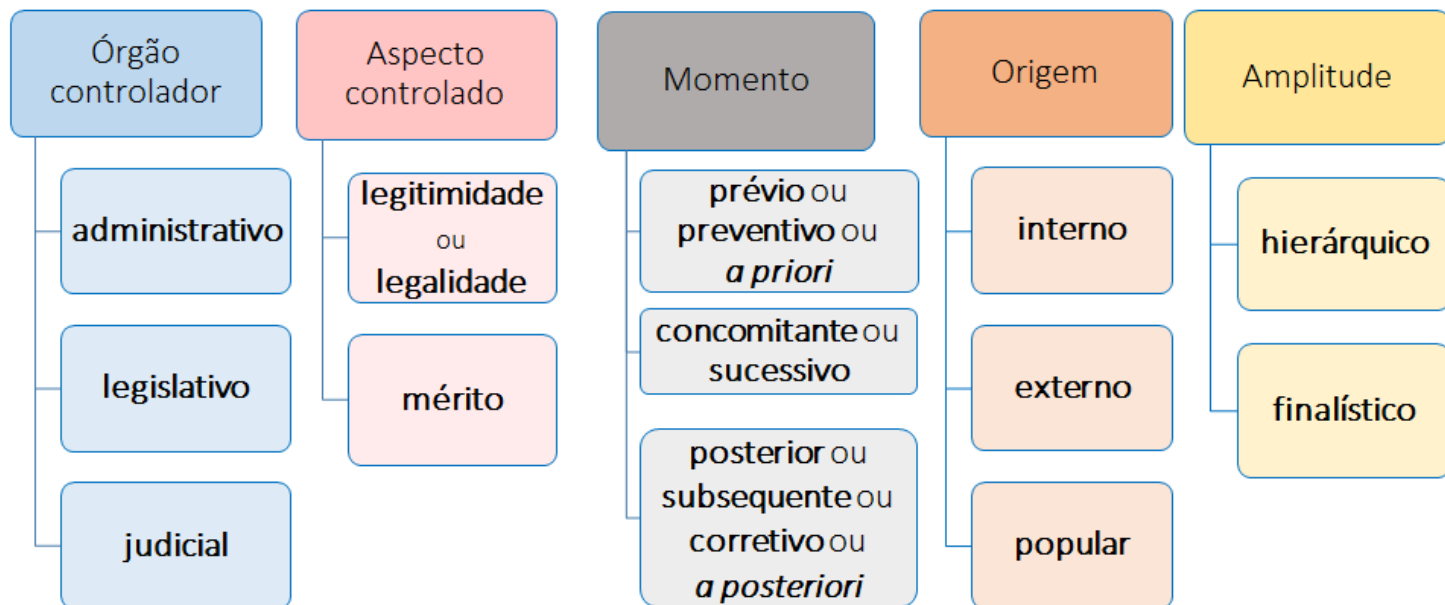 Órgão
controlador
administrativo
legislativo
judicial
Aspecto
controlado
legitimidade
ou
legalidade
mérito
Momento
prévio ou
preventivo ou
a priori
concomitante ou
sucessivo
posterior ou
subsequente ou
corretivo ou
a posteriori
Origem
interno
externo
popular
Amplitude
hierárquico
finalístico